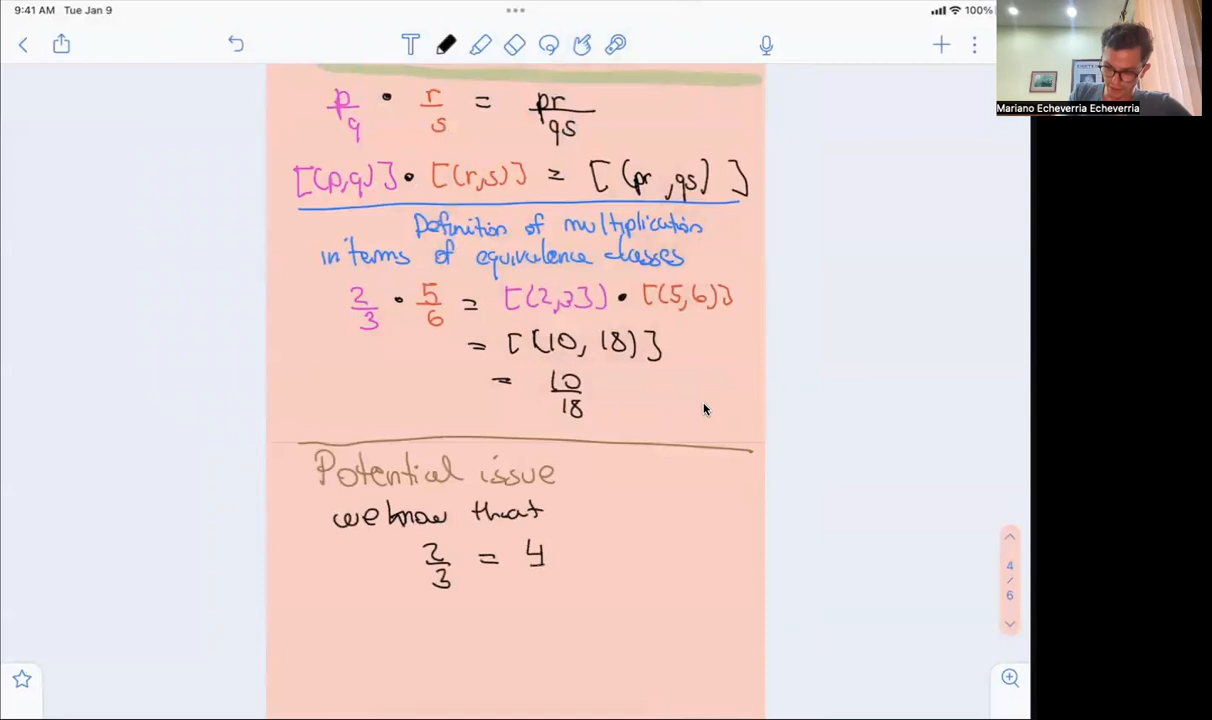 9:41 AM Tue Jan 9
100%
Mariano Echeverria Echeverria
p/q • r/s = pr/qs
[(p,q)] • [(r,s)] = [(pr,qs)]
Definition of multiplication
in terms of equivalence classes
2/3 • 5/6 = [(2,3)] • [(5,6)]
= [(10, 18)]
= 10/18
Potential issue
we know that
2/3 = 4
4
/
6